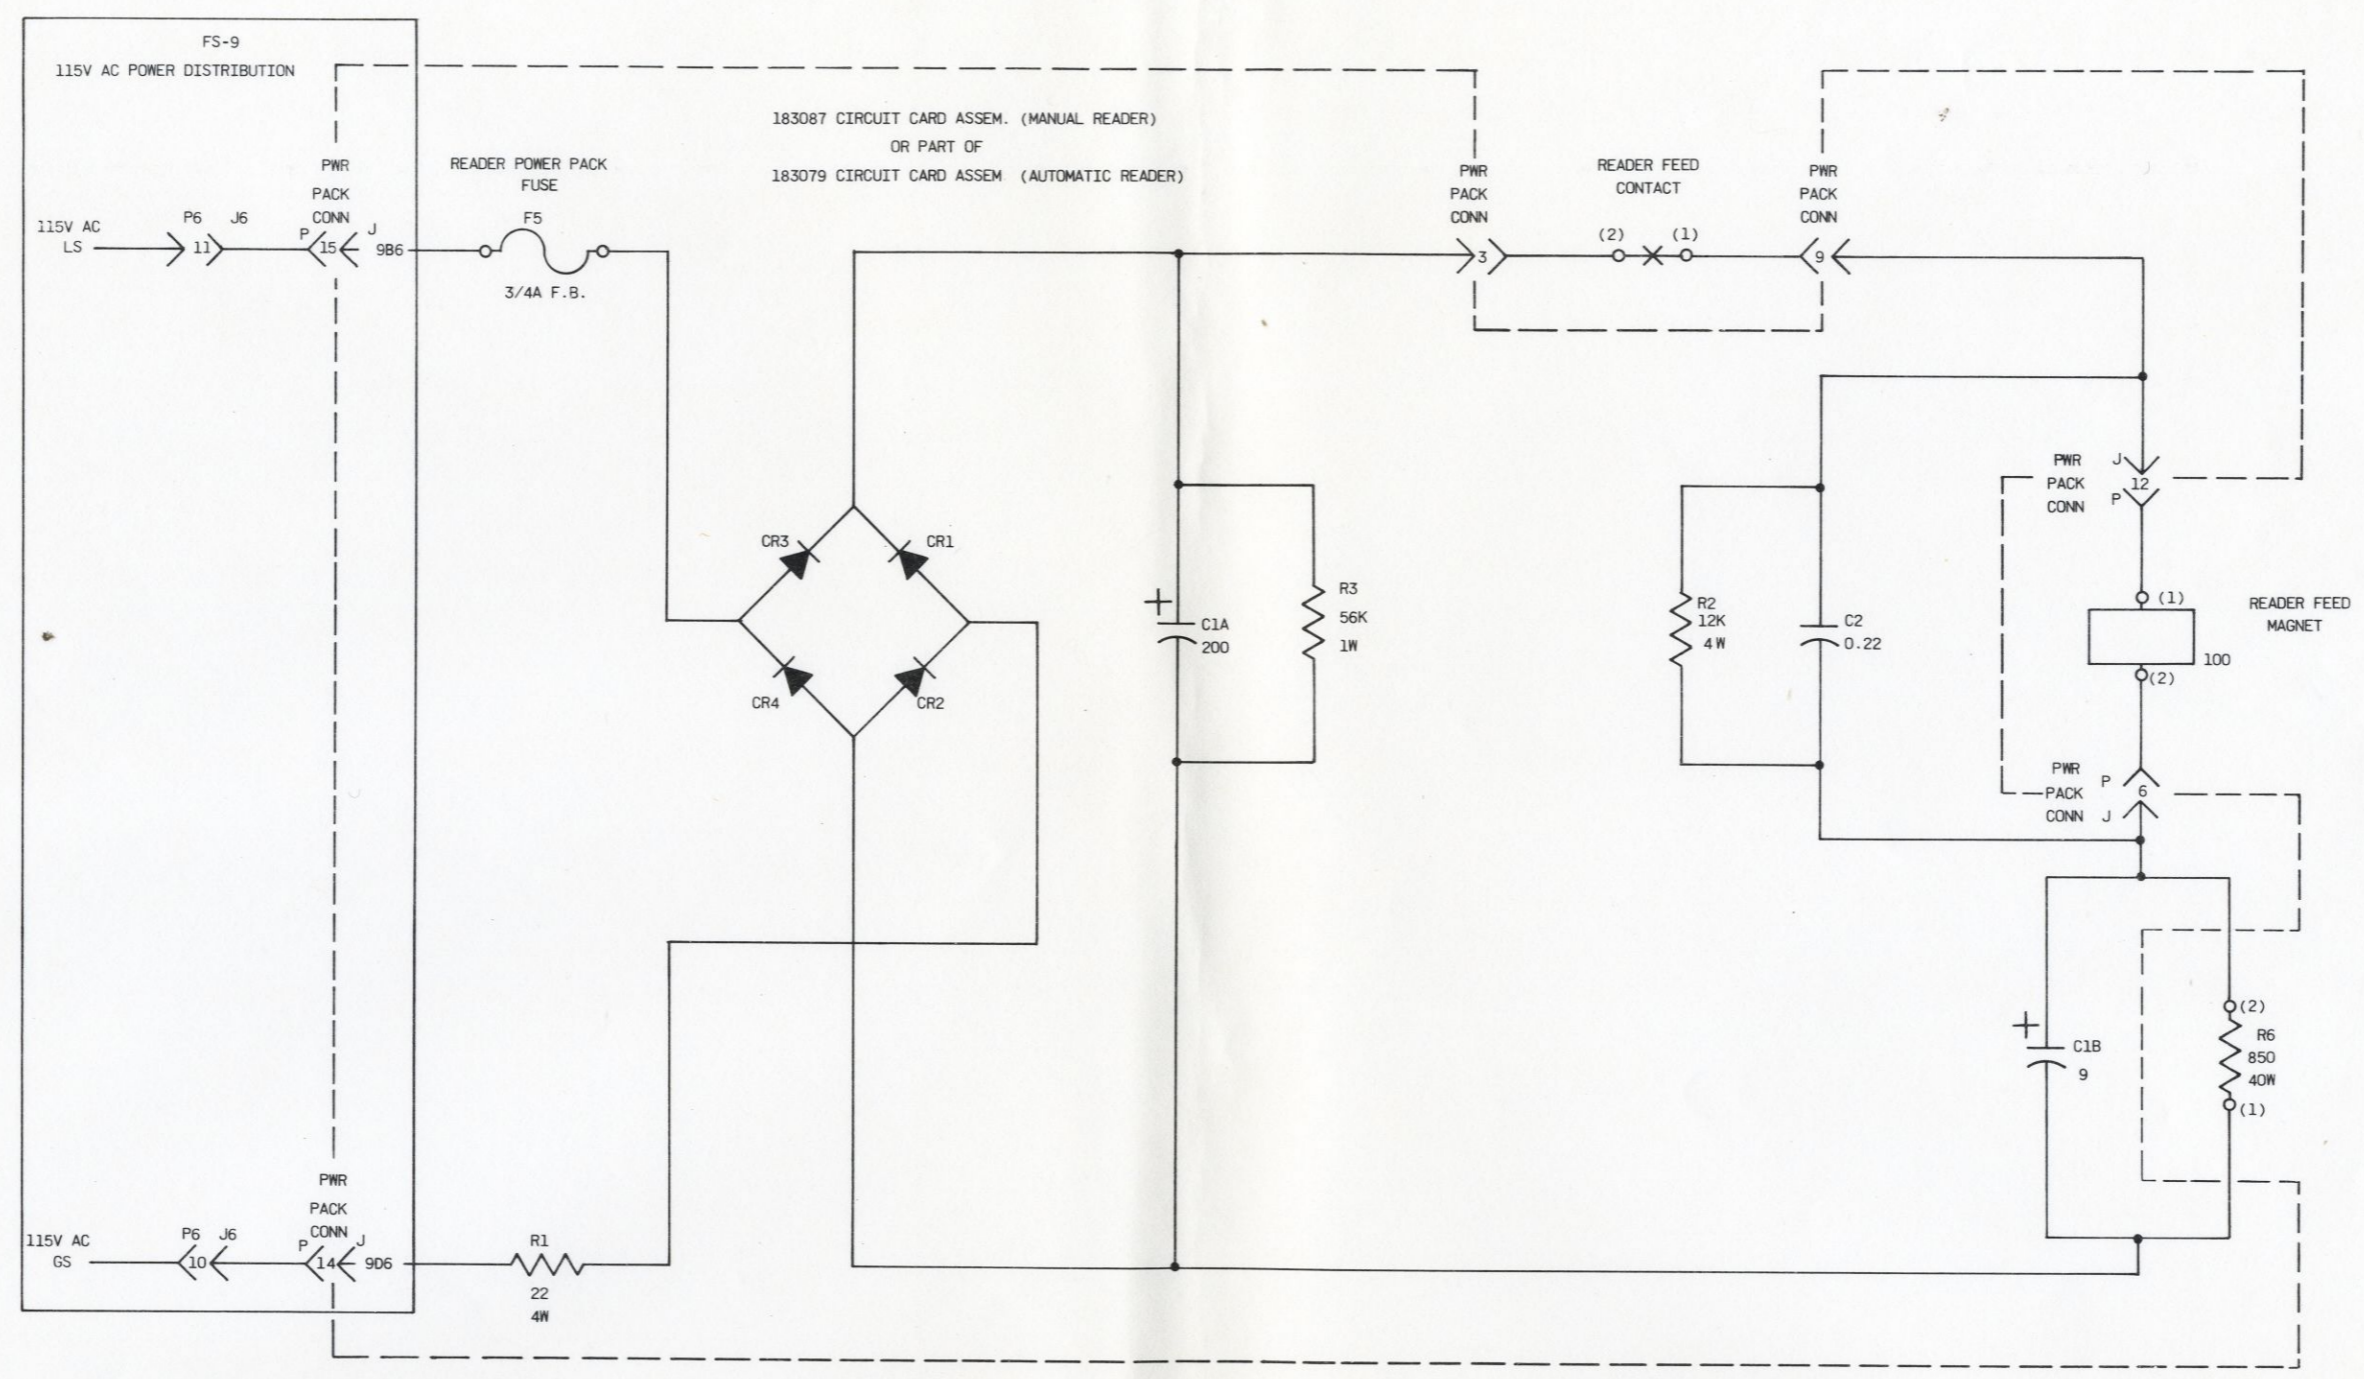 FS-9
115V AC POWER DISTRIBUTION
183087 CIRCUIT CARD ASSEM. (MANUAL READER)
OR PART OF
183079 CIRCUIT CARD ASSEM (AUTOMATIC READER)
PWR
PACK
CONN
READER POWER PACK
FUSE
F5
3/4A F.B.
115V AC
LS
P6
J6
11
P
15
J
9B6
PWR
PACK
CONN
3
READER FEED
CONTACT
(2)
(1)
PWR
PACK
CONN
9
PWR
PACK
CONN
J
12
P
CR3
CR1
CR4
CR2
C1A
200
R3
56K
1W
R2
12K
4W
C2
0.22
(1)
READER FEED
MAGNET
100
(2)
PWR
PACK
CONN
P
6
J
C1B
9
(2)
R6
850
40W
(1)
PWR
PACK
CONN
115V AC
GS
P6
J6
10
P
14
J
9D6
R1
22
4W